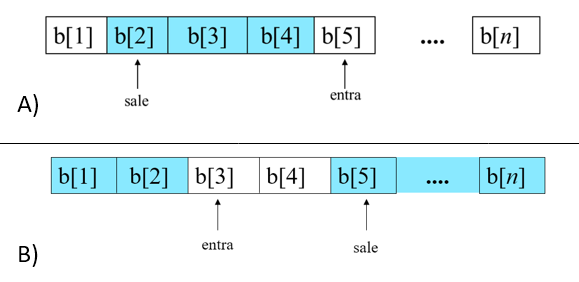 b[1] b[2] b[3] b[4] b[5] .... b[n]
sale entra
A)
b[1] b[2] b[3] b[4] b[5] .... b[n]
entra sale
B)